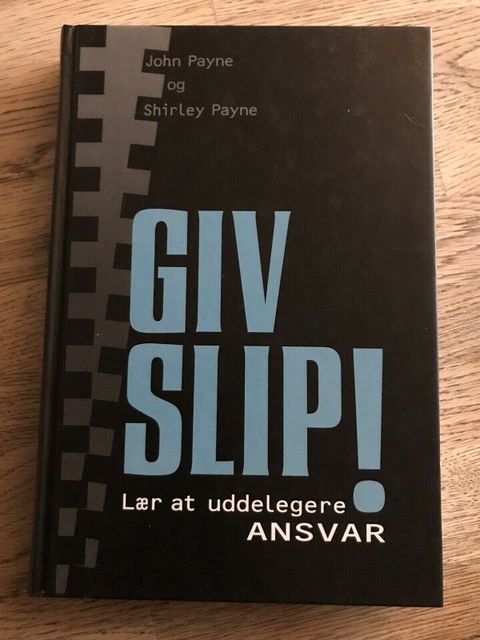 John Payne
og
Shirley Payne
GIV
SLIP!
Lær at uddelegere
ANSVAR